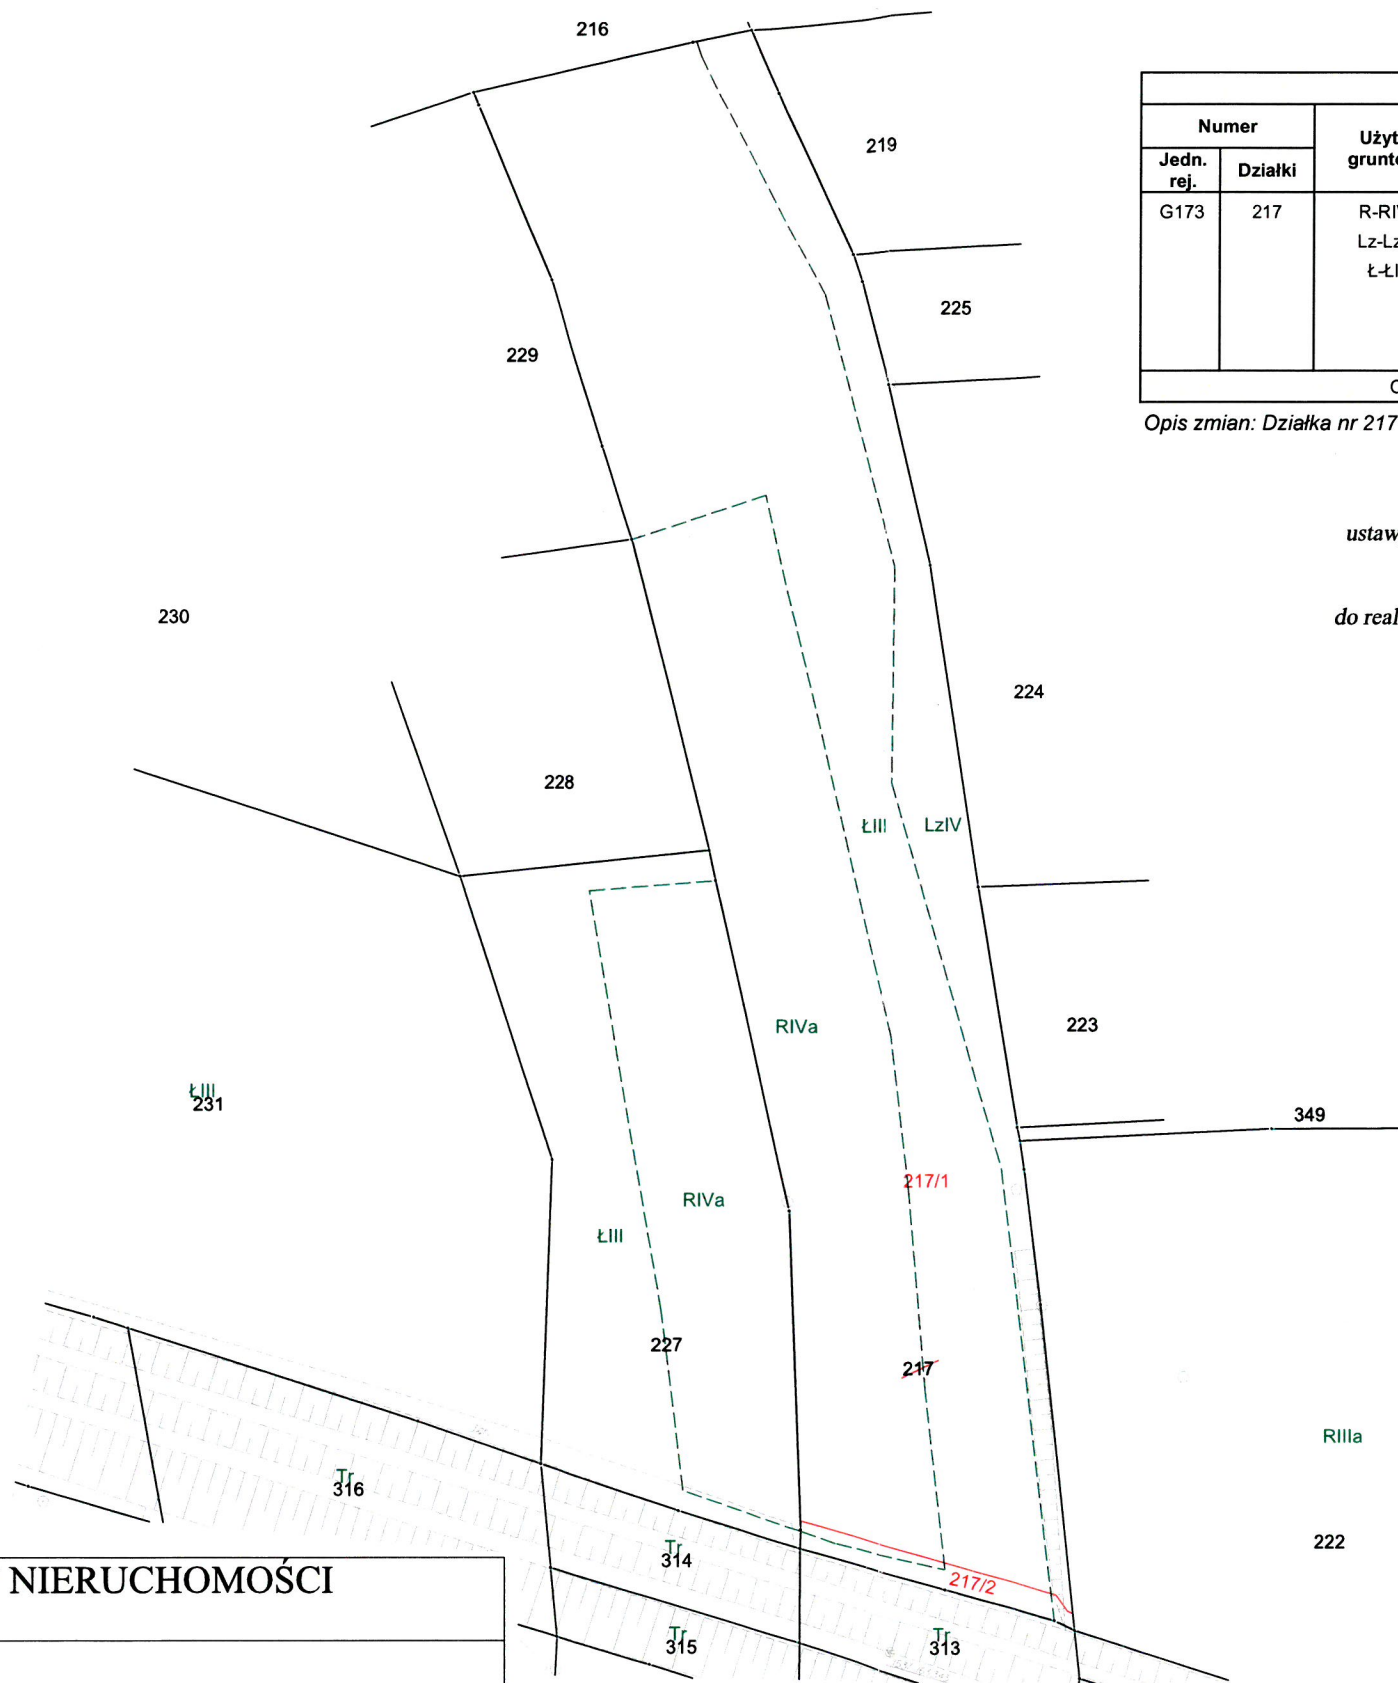 216
219
Numer
Jedn. rej.
Działki
G173
217
225
229
Opis zmian: Działka nr 217
230
224
228
ŁIII
LzIV
RIVa
223
ŁIII
231
349
217/1
RIVa
ŁIII
227
217
RIIIa
Tr
316
222
Tr
314
217/2
NIERUCHOMOŚCI
Tr
315
Tr
313